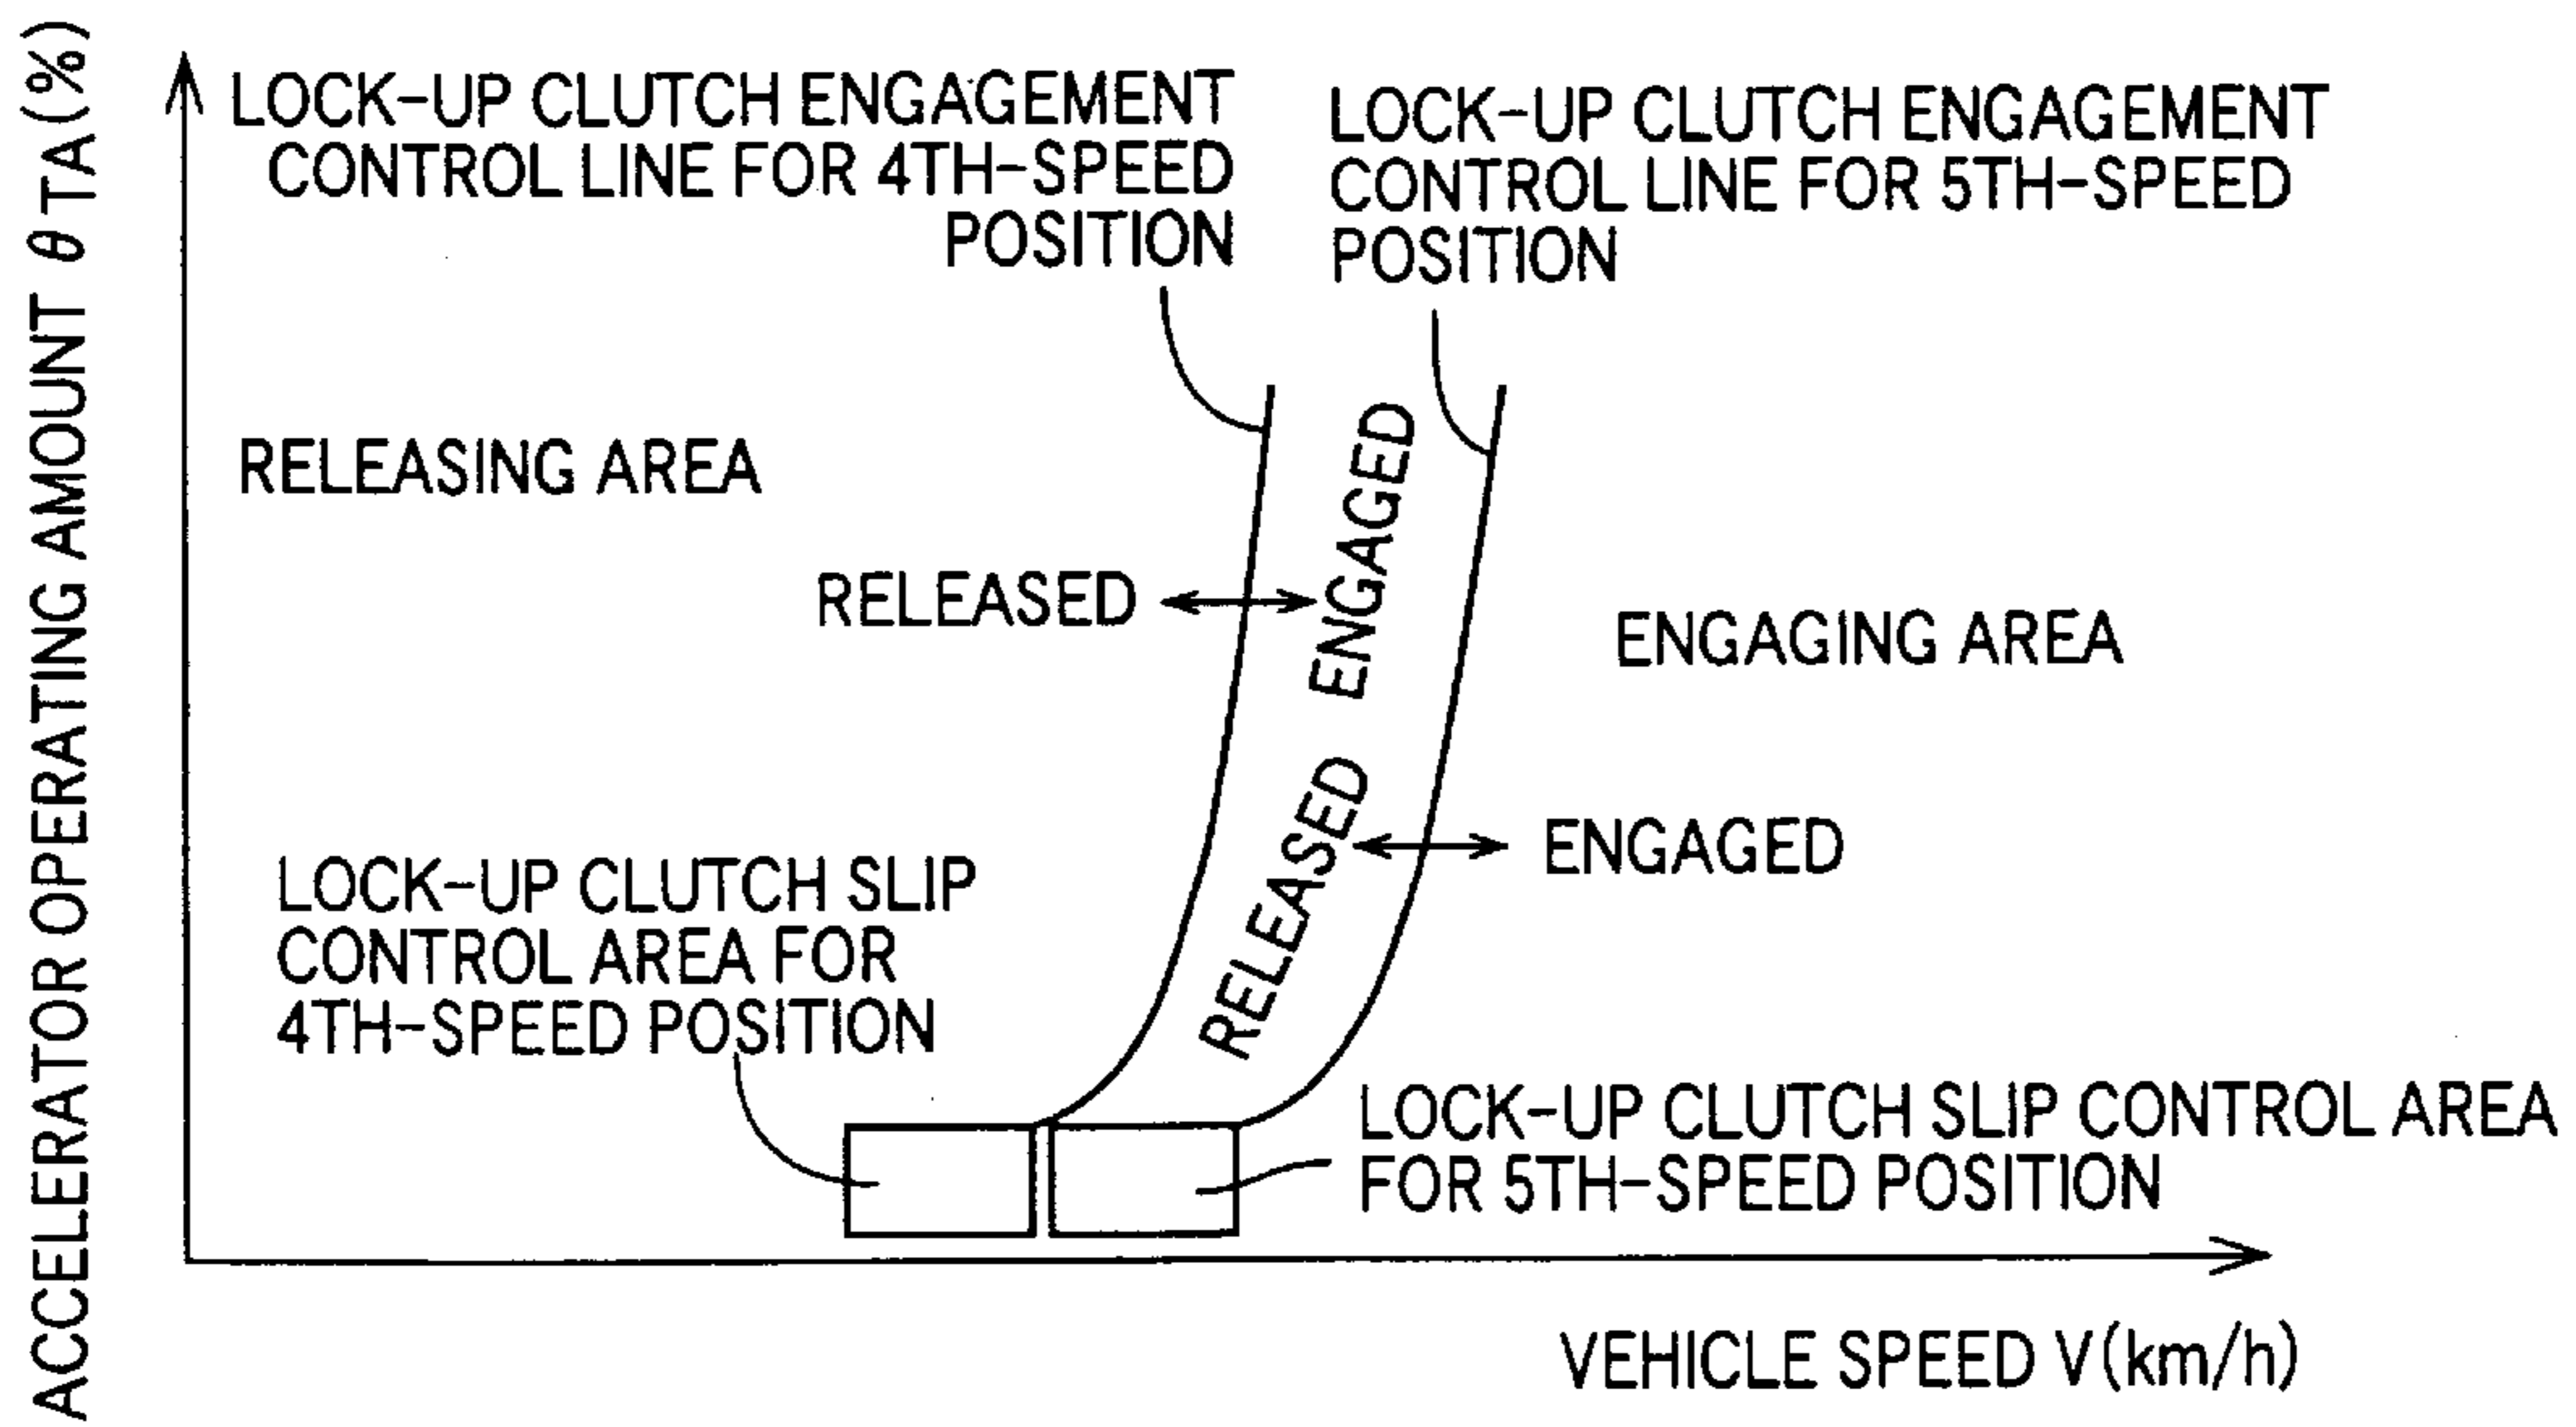 ACCELERATOR OPERATING AMOUNT θTA(%)
LOCK-UP CLUTCH ENGAGEMENT
CONTROL LINE FOR 4TH-SPEED
POSITION
LOCK-UP CLUTCH ENGAGEMENT
CONTROL LINE FOR 5TH-SPEED
POSITION
RELEASING AREA
RELEASED
ENGAGED
ENGAGING AREA
RELEASED
ENGAGED
LOCK-UP CLUTCH SLIP
CONTROL AREA FOR
4TH-SPEED POSITION
LOCK-UP CLUTCH SLIP CONTROL AREA
FOR 5TH-SPEED POSITION
VEHICLE SPEED V(km/h)